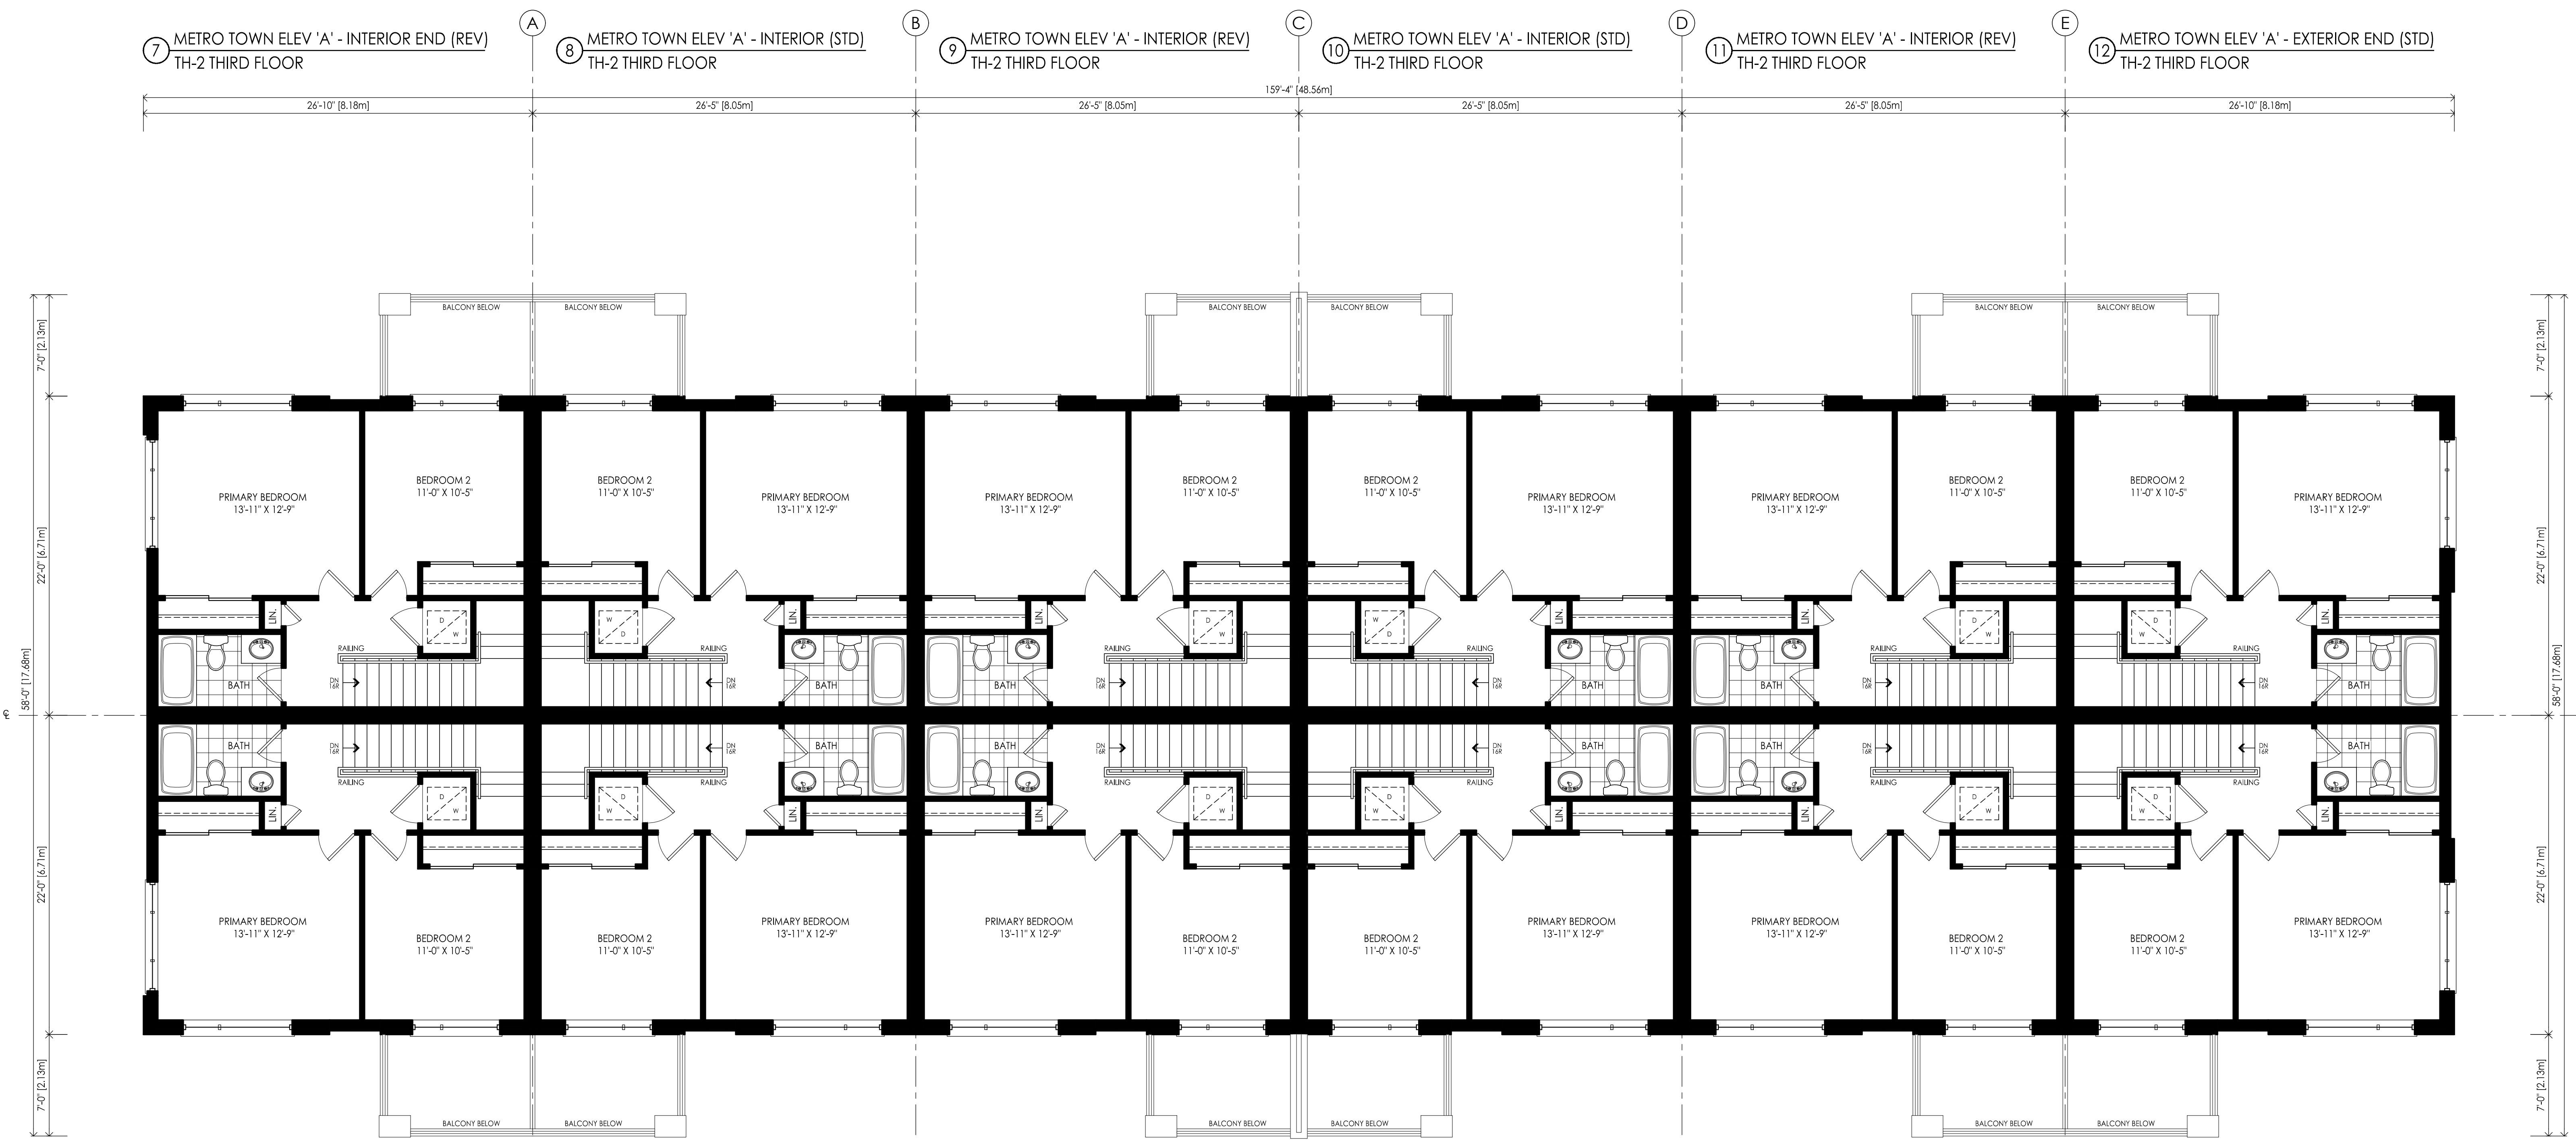 A
B
C
D
E
7 METRO TOWN ELEV 'A' - INTERIOR END (REV)
TH-2 THIRD FLOOR
8 METRO TOWN ELEV 'A' - INTERIOR (STD)
TH-2 THIRD FLOOR
9 METRO TOWN ELEV 'A' - INTERIOR (REV)
TH-2 THIRD FLOOR
10 METRO TOWN ELEV 'A' - INTERIOR (STD)
TH-2 THIRD FLOOR
11 METRO TOWN ELEV 'A' - INTERIOR (REV)
TH-2 THIRD FLOOR
12 METRO TOWN ELEV 'A' - EXTERIOR END (STD)
TH-2 THIRD FLOOR
159'-4" [48.56m]
26'-10" [8.18m]
26'-5" [8.05m]
26'-5" [8.05m]
26'-5" [8.05m]
26'-5" [8.05m]
26'-10" [8.18m]
BALCONY BELOW
BALCONY BELOW
BALCONY BELOW
BALCONY BELOW
BALCONY BELOW
BALCONY BELOW
58'-0" [17.68m]
7'-0" [2.13m]
22'-0" [6.71m]
22'-0" [6.71m]
7'-0" [2.13m]
PRIMARY BEDROOM
13'-11" X 12'-9"
BEDROOM 2
11'-0" X 10'-5"
BEDROOM 2
11'-0" X 10'-5"
PRIMARY BEDROOM
13'-11" X 12'-9"
PRIMARY BEDROOM
13'-11" X 12'-9"
BEDROOM 2
11'-0" X 10'-5"
BEDROOM 2
11'-0" X 10'-5"
PRIMARY BEDROOM
13'-11" X 12'-9"
PRIMARY BEDROOM
13'-11" X 12'-9"
BEDROOM 2
11'-0" X 10'-5"
BEDROOM 2
11'-0" X 10'-5"
PRIMARY BEDROOM
13'-11" X 12'-9"
LIN.
D
W
RAILING
DN
16R
BATH
W
D
LIN.
RAILING
DN
16R
BATH
LIN.
D
W
RAILING
DN
16R
BATH
W
D
LIN.
RAILING
DN
16R
BATH
LIN.
D
W
RAILING
DN
16R
BATH
D
W
LIN.
RAILING
DN
16R
BATH
BATH
DN
16R
RAILING
D
W
LIN.
BATH
DN
16R
RAILING
D
W
LIN.
BATH
DN
16R
RAILING
D
W
LIN.
BATH
DN
16R
RAILING
D
W
LIN.
BATH
DN
16R
RAILING
D
W
LIN.
BATH
DN
16R
RAILING
D
W
LIN.
PRIMARY BEDROOM
13'-11" X 12'-9"
BEDROOM 2
11'-0" X 10'-5"
BEDROOM 2
11'-0" X 10'-5"
PRIMARY BEDROOM
13'-11" X 12'-9"
PRIMARY BEDROOM
13'-11" X 12'-9"
BEDROOM 2
11'-0" X 10'-5"
BEDROOM 2
11'-0" X 10'-5"
PRIMARY BEDROOM
13'-11" X 12'-9"
PRIMARY BEDROOM
13'-11" X 12'-9"
BEDROOM 2
11'-0" X 10'-5"
BEDROOM 2
11'-0" X 10'-5"
PRIMARY BEDROOM
13'-11" X 12'-9"
7'-0" [2.13m]
22'-0" [6.71m]
58'-0" [17.68m]
22'-0" [6.71m]
7'-0" [2.13m]
BALCONY BELOW
BALCONY BELOW
BALCONY BELOW
BALCONY BELOW
BALCONY BELOW
BALCONY BELOW